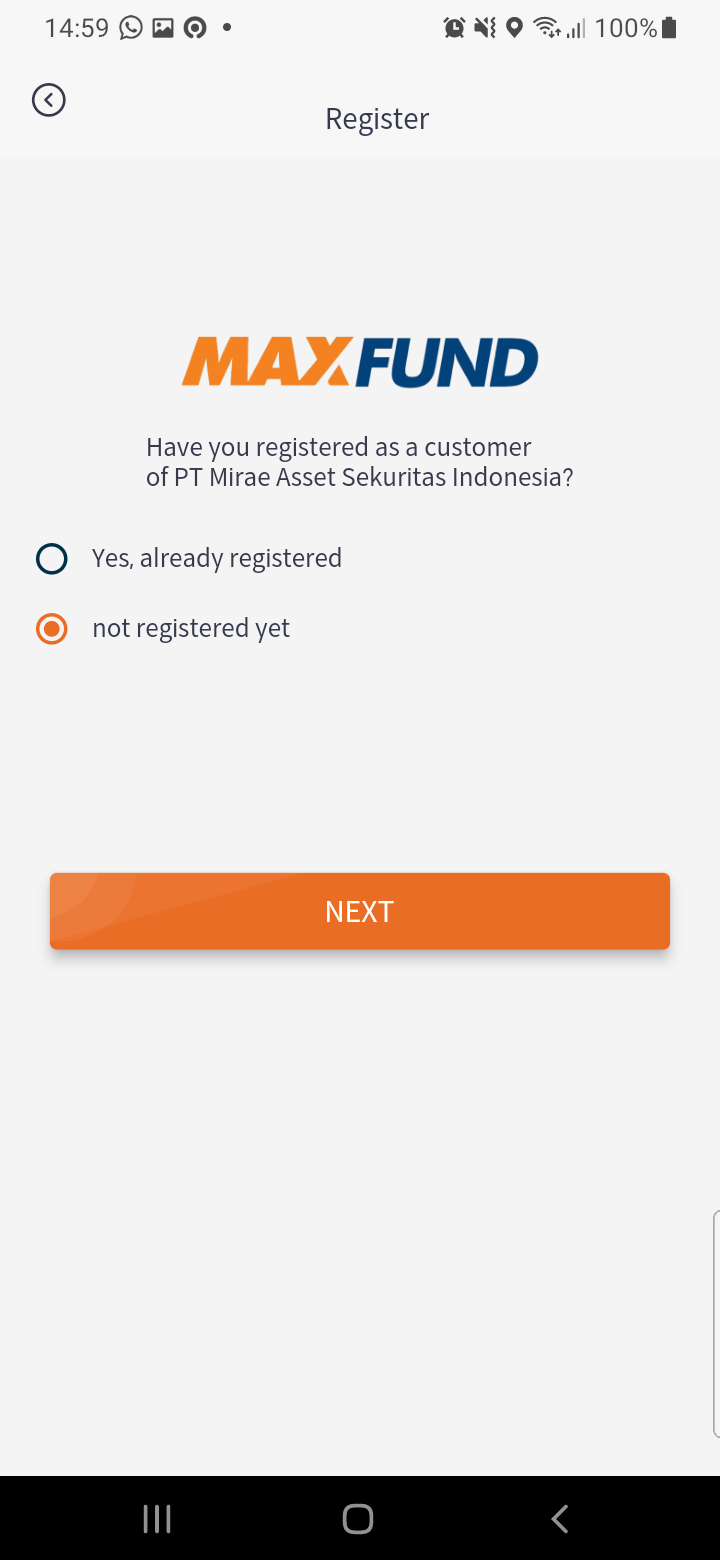 14:59
100%
Register
MAXFUND
Have you registered as a customer
of PT Mirae Asset Sekuritas Indonesia?
Yes, already registered
not registered yet
NEXT